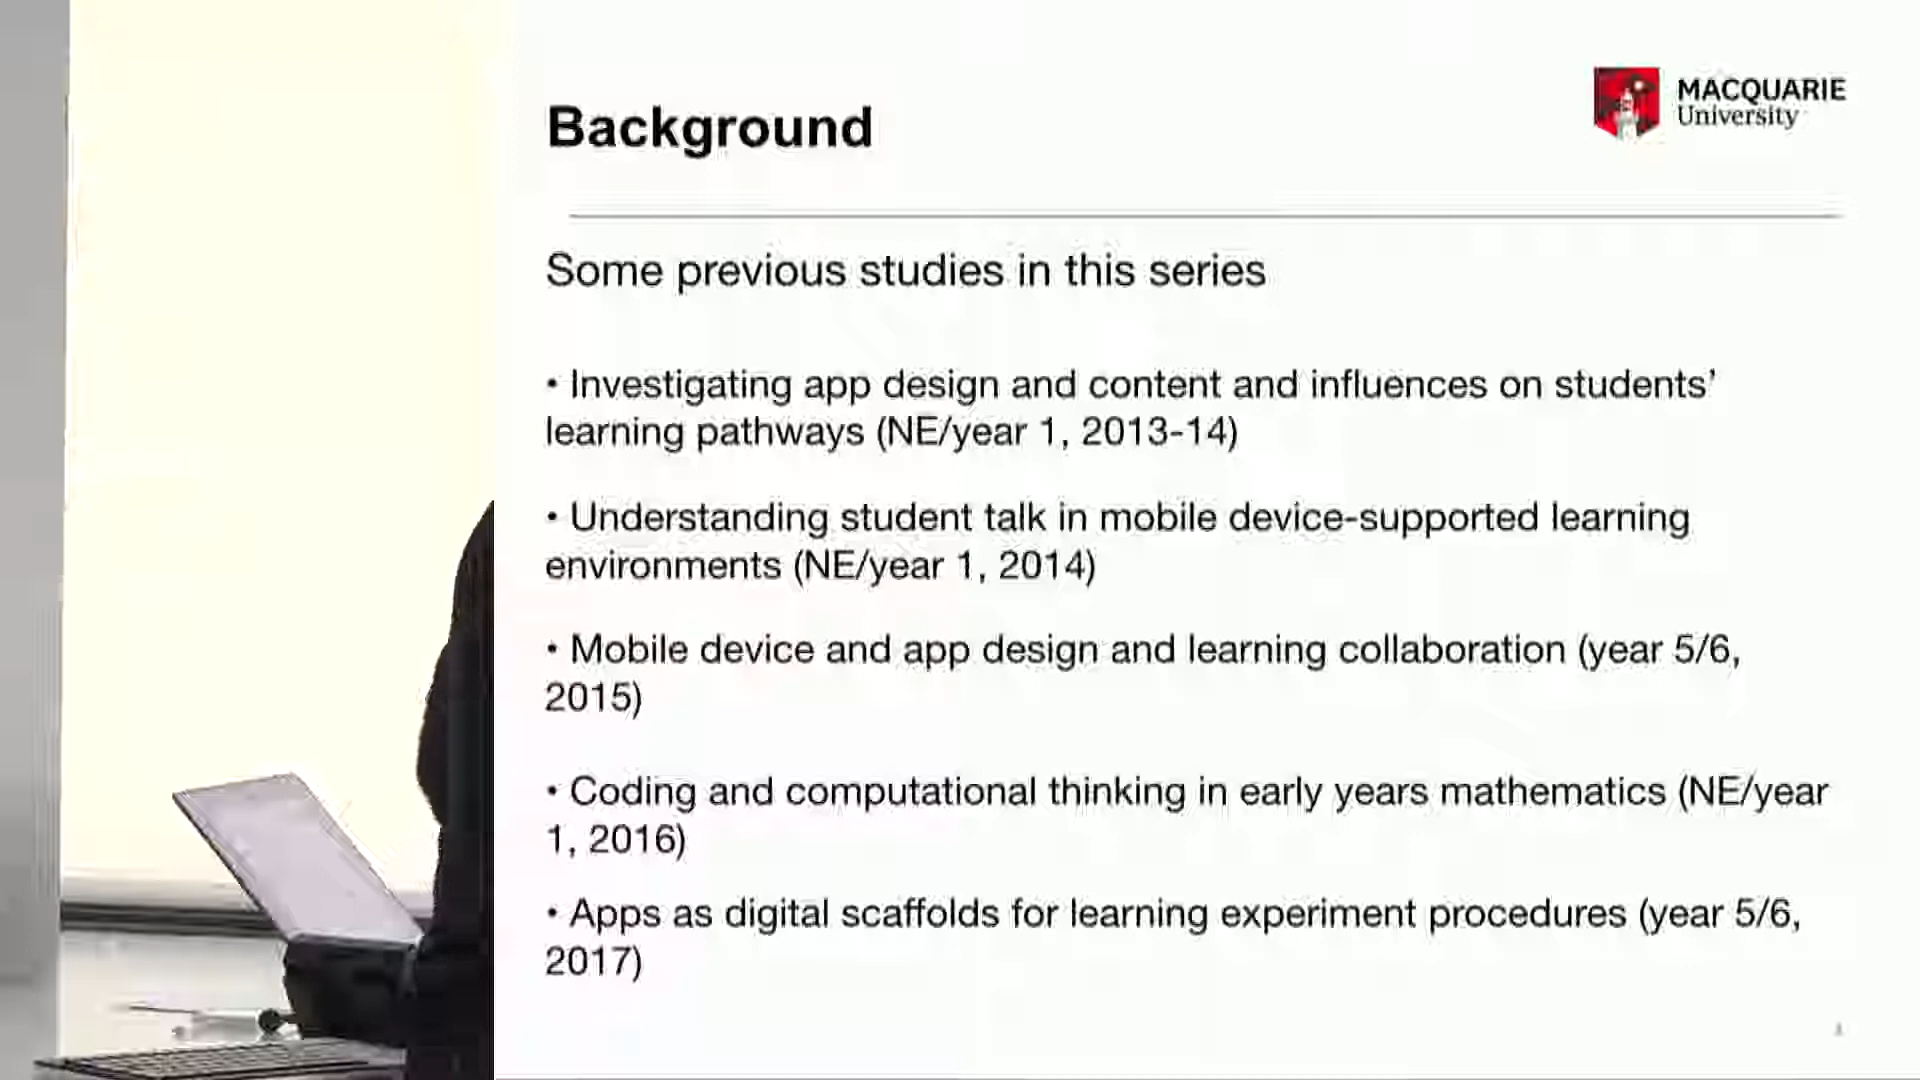 MACQUARIE
University
Background
Some previous studies in this series
• Investigating app design and content and influences on students’
learning pathways (NE/year 1, 2013-14)
• Understanding student talk in mobile device-supported learning
environments (NE/year 1, 2014)
• Mobile device and app design and learning collaboration (year 5/6,
2015)
• Coding and computational thinking in early years mathematics (NE/year
1, 2016)
• Apps as digital scaffolds for learning experiment procedures (year 5/6,
2017)